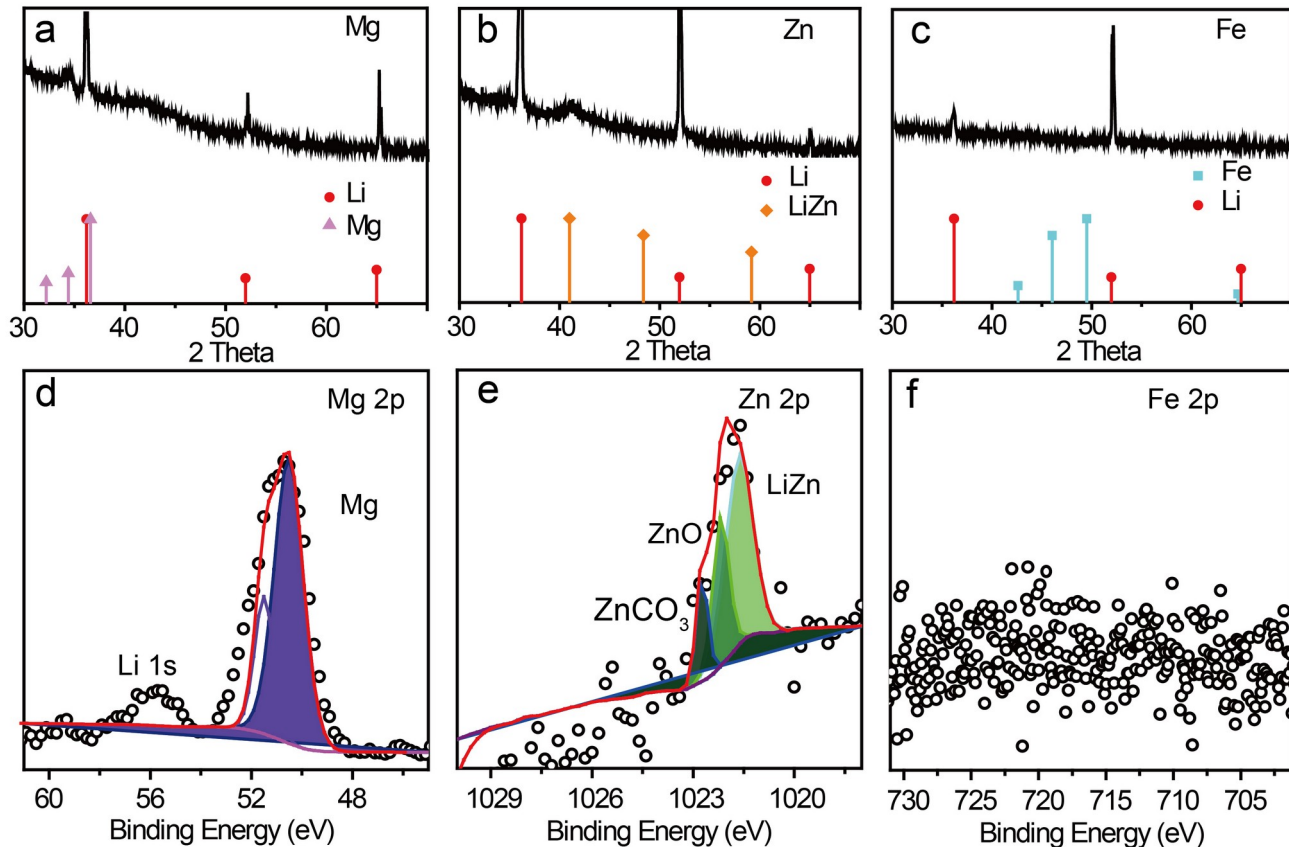 a
Mg
Li
Mg
30 40 50 60
2 Theta
b
Zn
Li
LiZn
30 40 50 60
2 Theta
c
Fe
Fe
Li
30 40 50 60
2 Theta
d
Mg 2p
Mg
Li 1s
60 56 52 48
Binding Energy (eV)
e
Zn 2p
LiZn
ZnO
ZnCO₃
1029 1026 1023 1020
Binding Energy (eV)
f
Fe 2p
730 725 720 715 710 705
Binding Energy (eV)